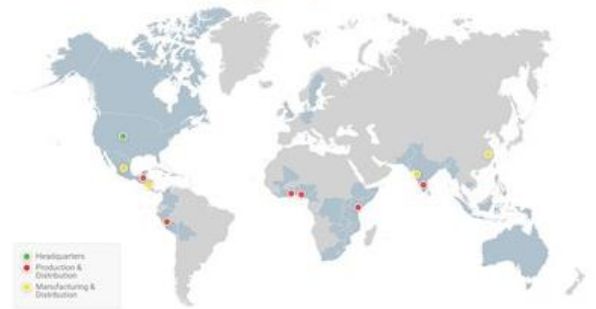 Headquarters
Production &
Distribution
Manufacturing &
Distribution